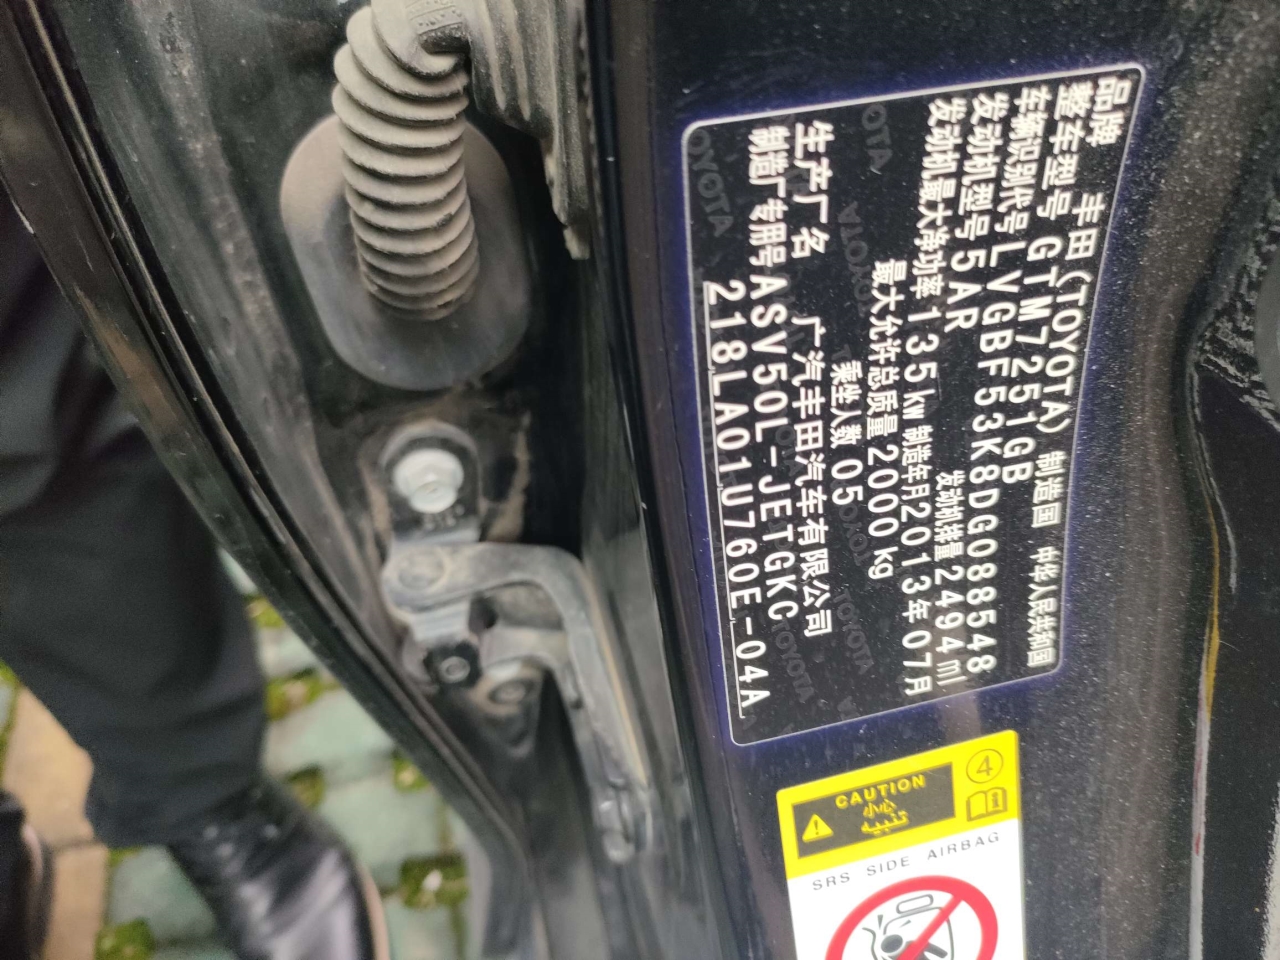 品牌 丰田(TOYOTA) 制造国 中华人民共和国
整车型号 GTM7251GB
车辆识别代号 LVGBF53K8DG088548
发动机型号 5AR 发动机排量 2494 ml
发动机最大净功率 135kw 制造年月 2013年07月
最大允许总质量 2000 kg
乘坐人数 05
生产厂名 广汽丰田汽车有限公司
制造厂专用号 ASV50L-JETGKC
218LA01U760E-04A
4
CAUTION
小心
تنبيه
SRS SIDE AIRBAG